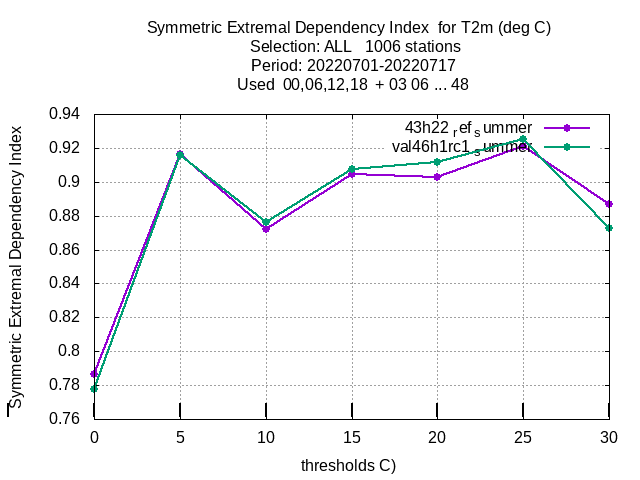 Symmetric Extremal Dependency Index  for T2m (deg C)
Selection: ALL   1006 stations
Period: 20220701-20220717
Used  00,06,12,18  + 03 06 ... 48
43h22 ref summer
val46h1rc1 summer
Symmetric Extremal Dependency Index
0.94
0.92
0.9
0.88
0.86
0.84
0.82
0.8
0.78
0.76
0 5 10 15 20 25 30
thresholds C)